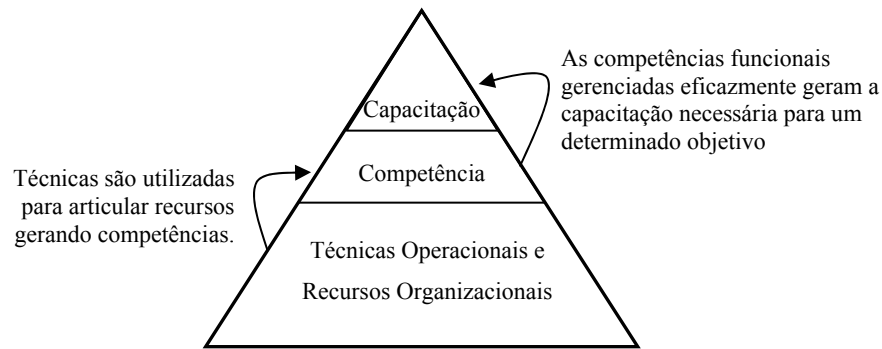 As competências funcionais
gerenciadas eficazmente geram a
capacitação necessária para um
determinado objetivo
Capacitação
Competência
Técnicas são utilizadas
para articular recursos
gerando competências.
Técnicas Operacionais e
Recursos Organizacionais